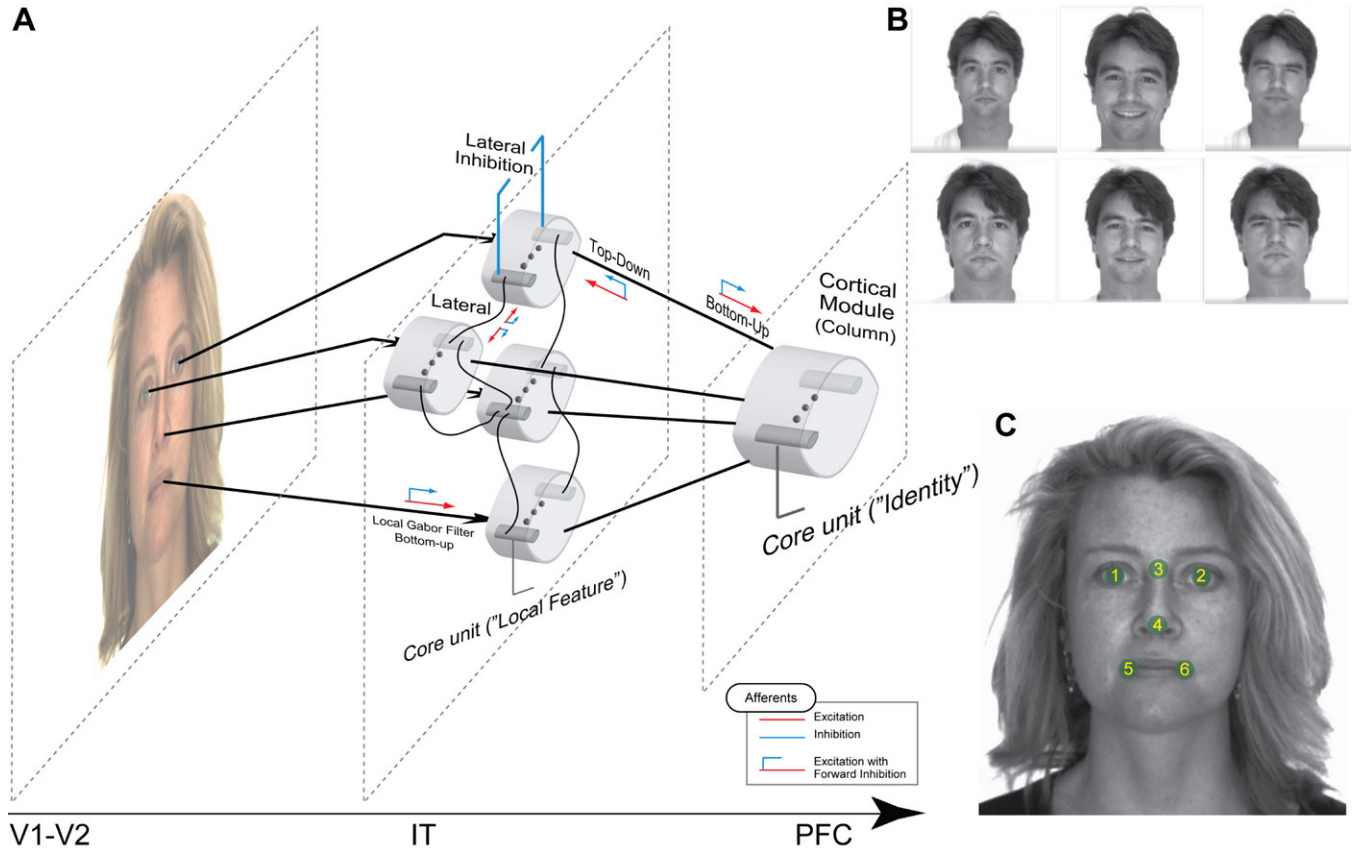 A
Lateral
Inhibition
Top-Down
Bottom-Up
Cortical
Module
(Column)
Lateral
Local Gabor Filter
Bottom-up
Core unit ("Local Feature")
Core unit ("Identity")
Afferents
Excitation
Inhibition
Excitation with
Forward Inhibition
V1-V2
IT
PFC
B
C
1
3
2
4
5
6